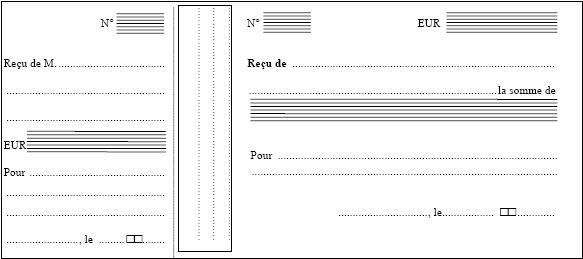 N°
Reçu de M. ..............................
..............................
..............................
EUR
Pour ..............................
..............................
..............................
...................., le ......... .......
N° EUR
Reçu de ............................................................
............................................................la somme de
Pour ............................................................
............................................................
........................., le............... ...........